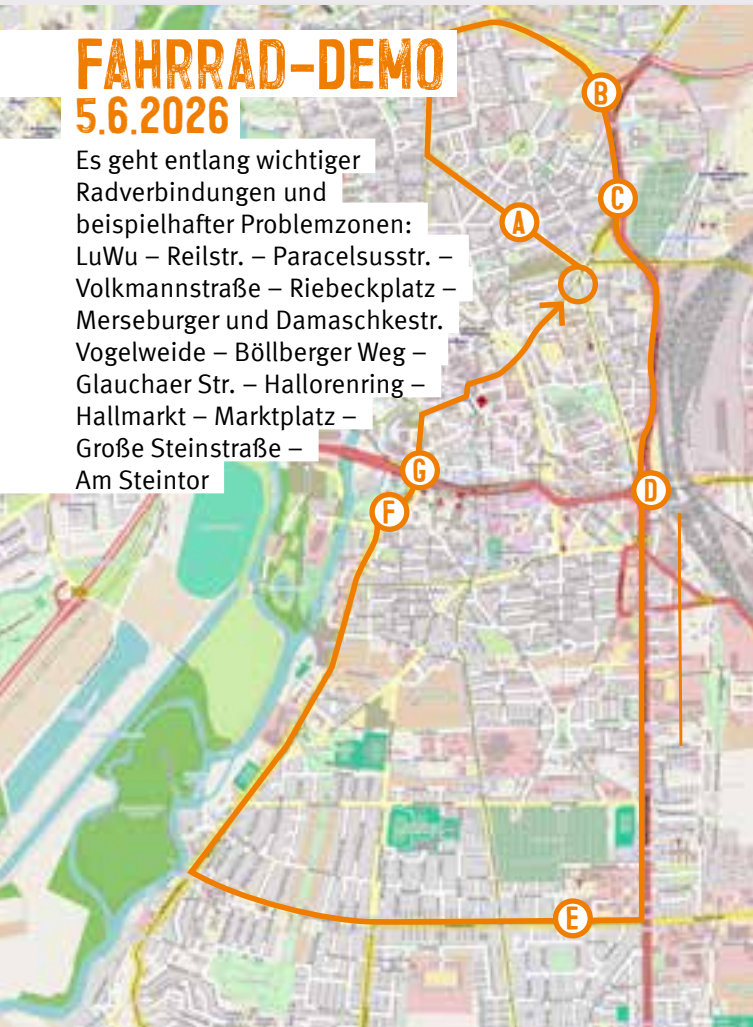 FAHRRAD-DEMO
5.6.2026
Es geht entlang wichtiger
Radverbindungen und
beispielhafter Problemzonen:
LuWu – Reilstr. – Paracelsusstr. –
Volkmannstraße – Riebeckplatz –
Merseburger und Damaschkestr.
Vogelweide – Böllberger Weg –
Glauchaer Str. – Hallorenring –
Hallmarkt – Marktplatz –
Große Steinstraße –
Am Steintor
B
C
A
G
D
F
E